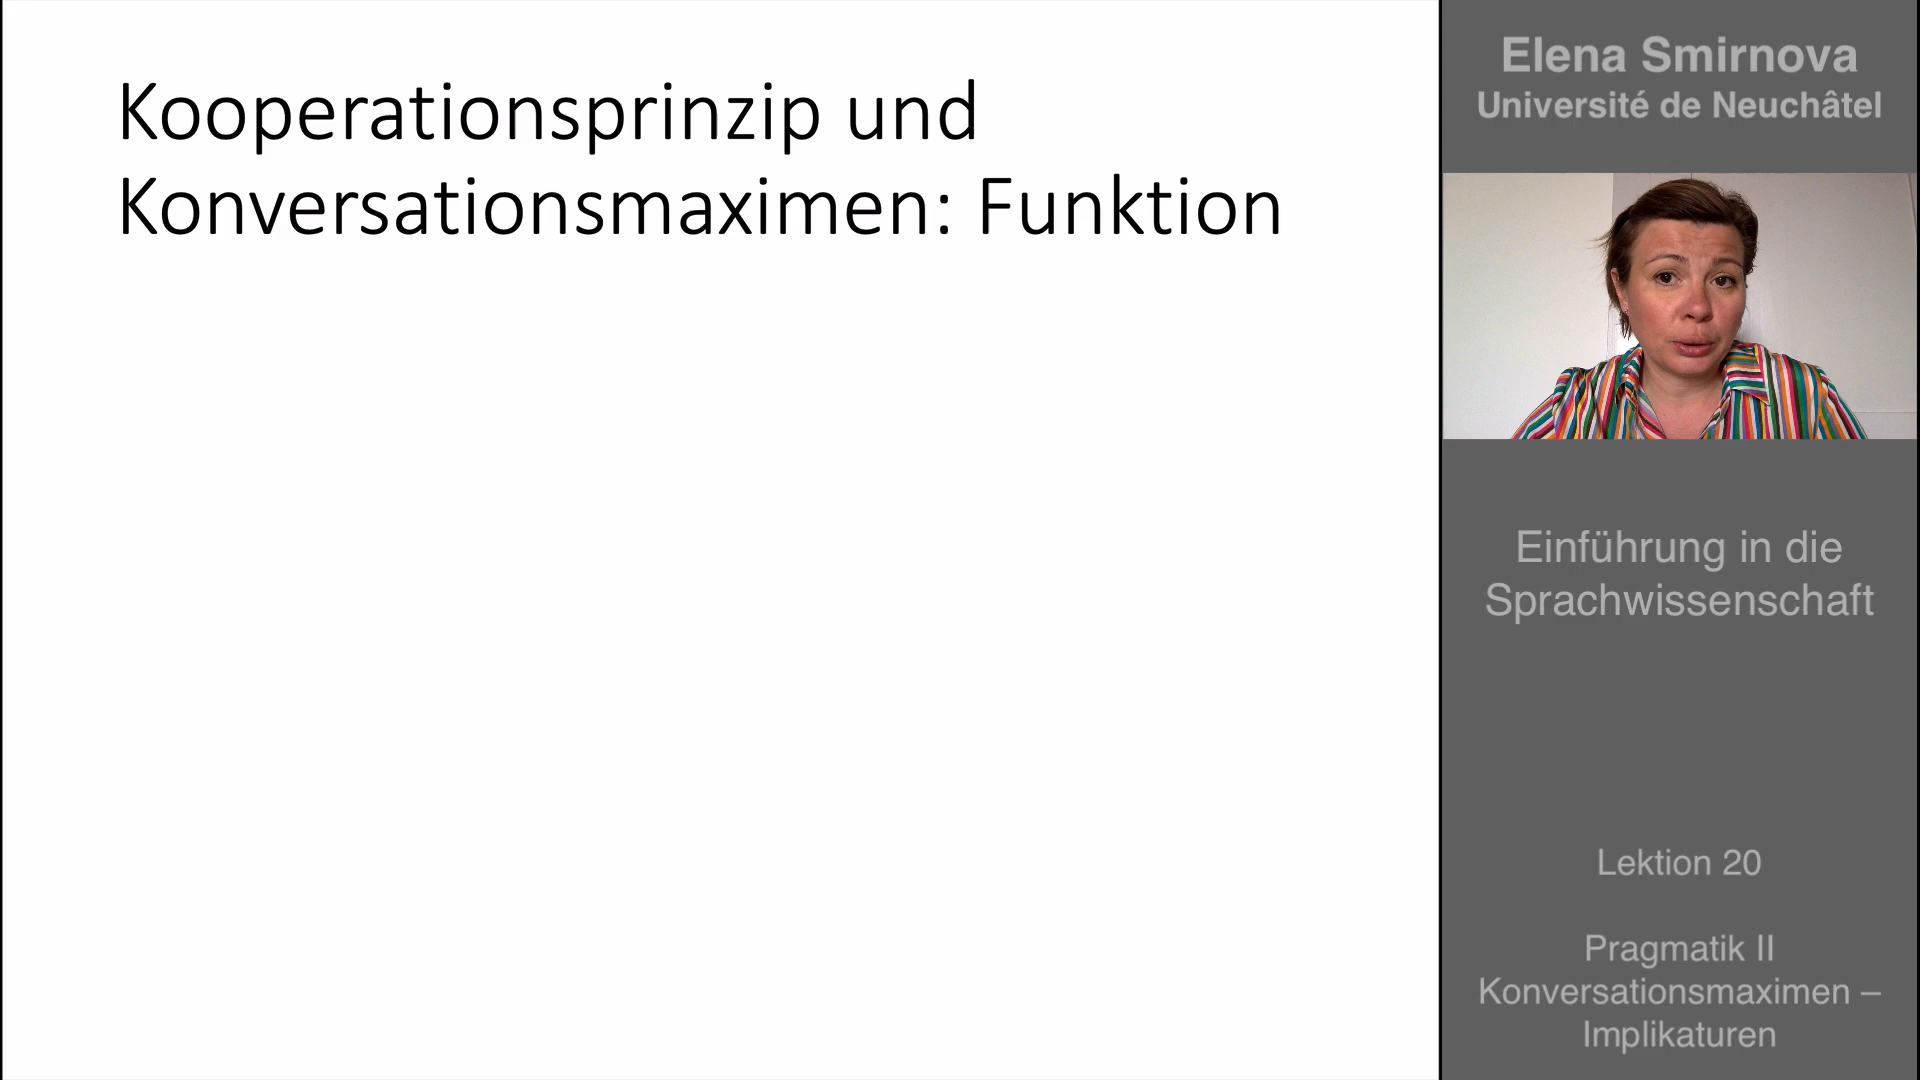 Kooperationsprinzip und
Konversationsmaximen: Funktion
Elena Smirnova
Université de Neuchâtel
Einführung in die
Sprachwissenschaft
Lektion 20
Pragmatik II
Konversationsmaximen –
Implikaturen